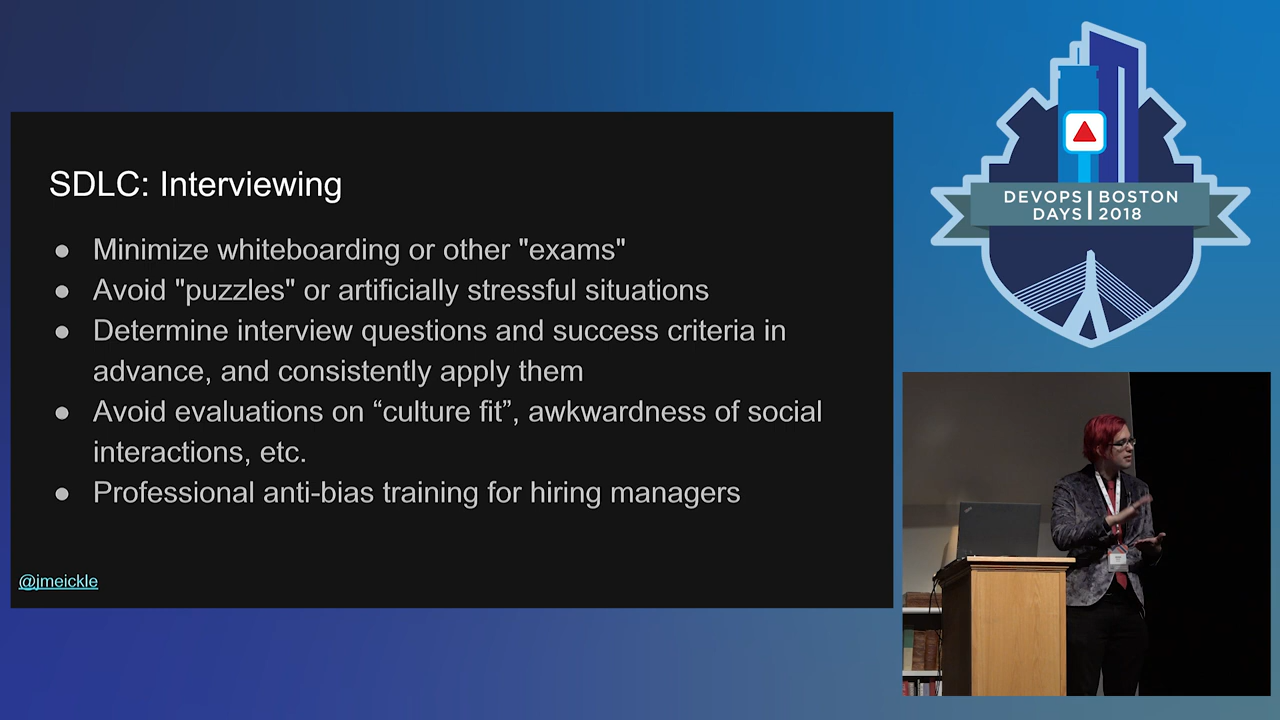 SDLC: Interviewing
● Minimize whiteboarding or other "exams"
● Avoid "puzzles" or artificially stressful situations
● Determine interview questions and success criteria in
advance, and consistently apply them
● Avoid evaluations on “culture fit”, awkwardness of social
interactions, etc.
● Professional anti-bias training for hiring managers
@jmeickle
DEVOPS | BOSTON
DAYS | 2018